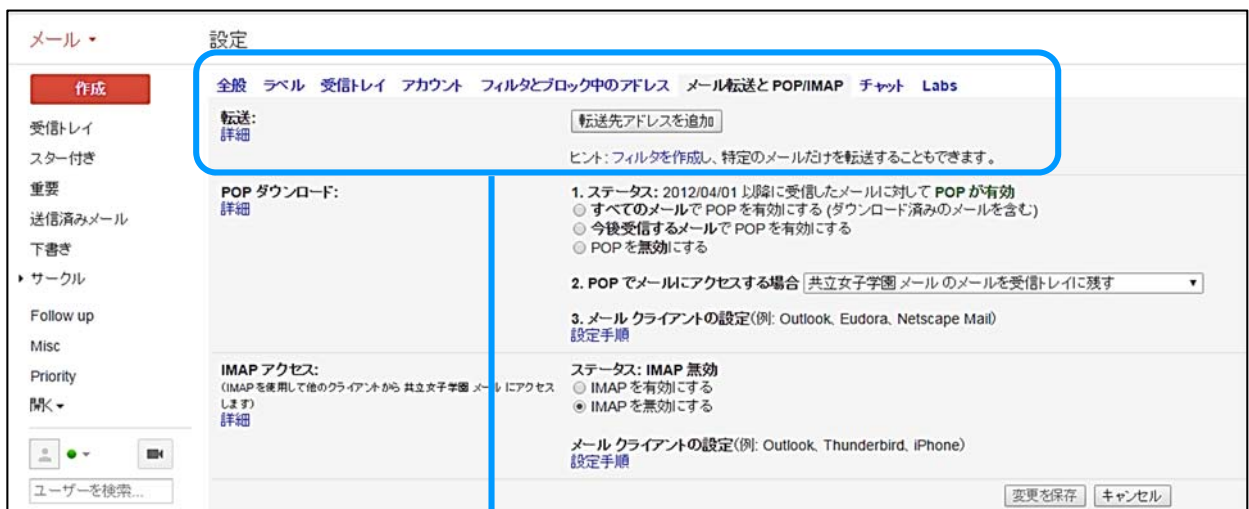 メール
設定
作成
全般 ラベル 受信トレイ アカウント フィルタとブロック中のアドレス メール転送と POP/IMAP チャット Labs
受信トレイ
スター付き
重要
送信済みメール
下書き
サークル
Follow up
Misc
Priority
開く
ユーザーを検索...
転送:
詳細
転送先アドレスを追加
ヒント: フィルタを作成し、特定のメールだけを転送することもできます。
POP ダウンロード:
詳細
1. ステータス: 2012/04/01 以降に受信したメールに対して POP が有効
すべてのメールで POP を有効にする (ダウンロード済みのメールを含む)
今後受信するメールで POP を有効にする
POP を無効にする
2. POP でメールにアクセスする場合 共立女子学園 メール のメールを受信トレイに残す
3. メール クライアントの設定(例: Outlook, Eudora, Netscape Mail)
設定手順
IMAP アクセス:
(IMAP を使用して他のクライアントから 共立女子学園 メール にアクセス
します)
詳細
ステータス: IMAP 無効
IMAP を有効にする
IMAP を無効にする
メール クライアントの設定(例: Outlook, Thunderbird, iPhone)
設定手順
変更を保存 キャンセル